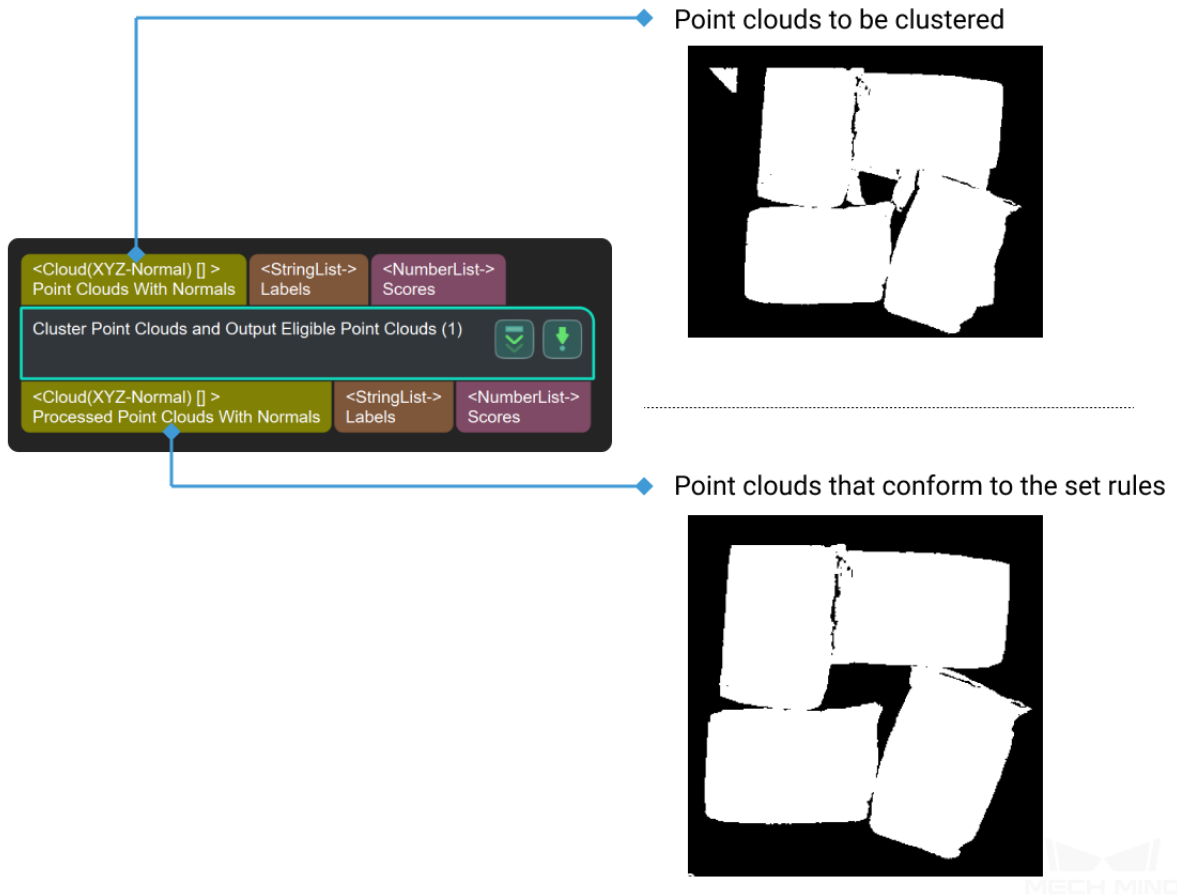 Point clouds to be clustered
<Cloud(XYZ-Normal) [] >
Point Clouds With Normals
<StringList->
Labels
<NumberList->
Scores
Cluster Point Clouds and Output Eligible Point Clouds (1)
<Cloud(XYZ-Normal) [] >
Processed Point Clouds With Normals
<StringList->
Labels
<NumberList->
Scores
Point clouds that conform to the set rules
MECH MIND